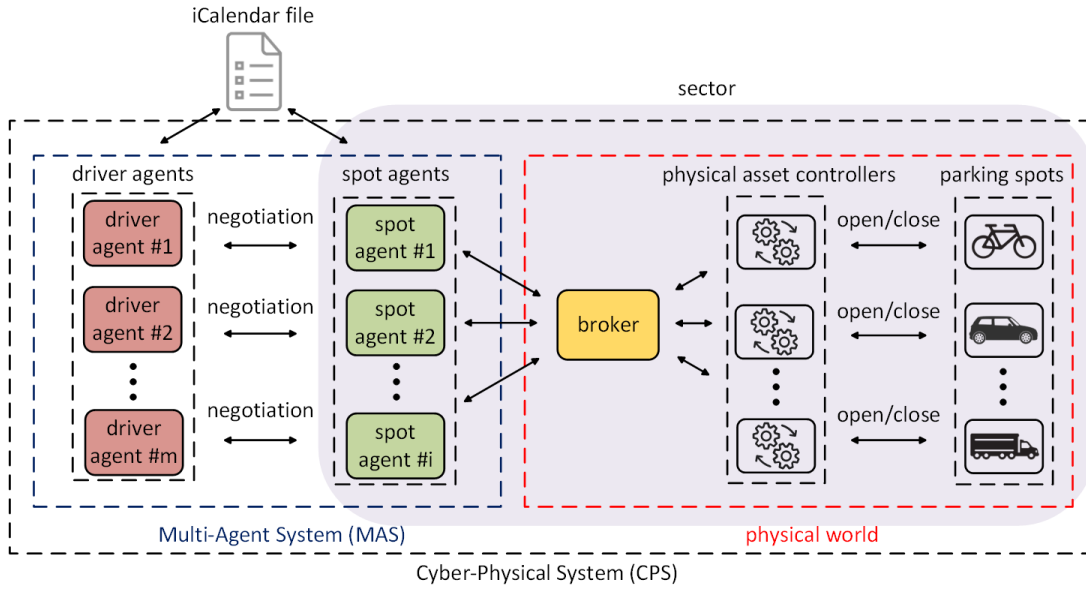 iCalendar file
sector
driver agents
spot agents
physical asset controllers
parking spots
driver
agent #1
negotiation
spot
agent #1
open/close
driver
agent #2
negotiation
spot
agent #2
broker
open/close
driver
agent #m
negotiation
spot
agent #i
open/close
Multi-Agent System (MAS)
physical world
Cyber-Physical System (CPS)